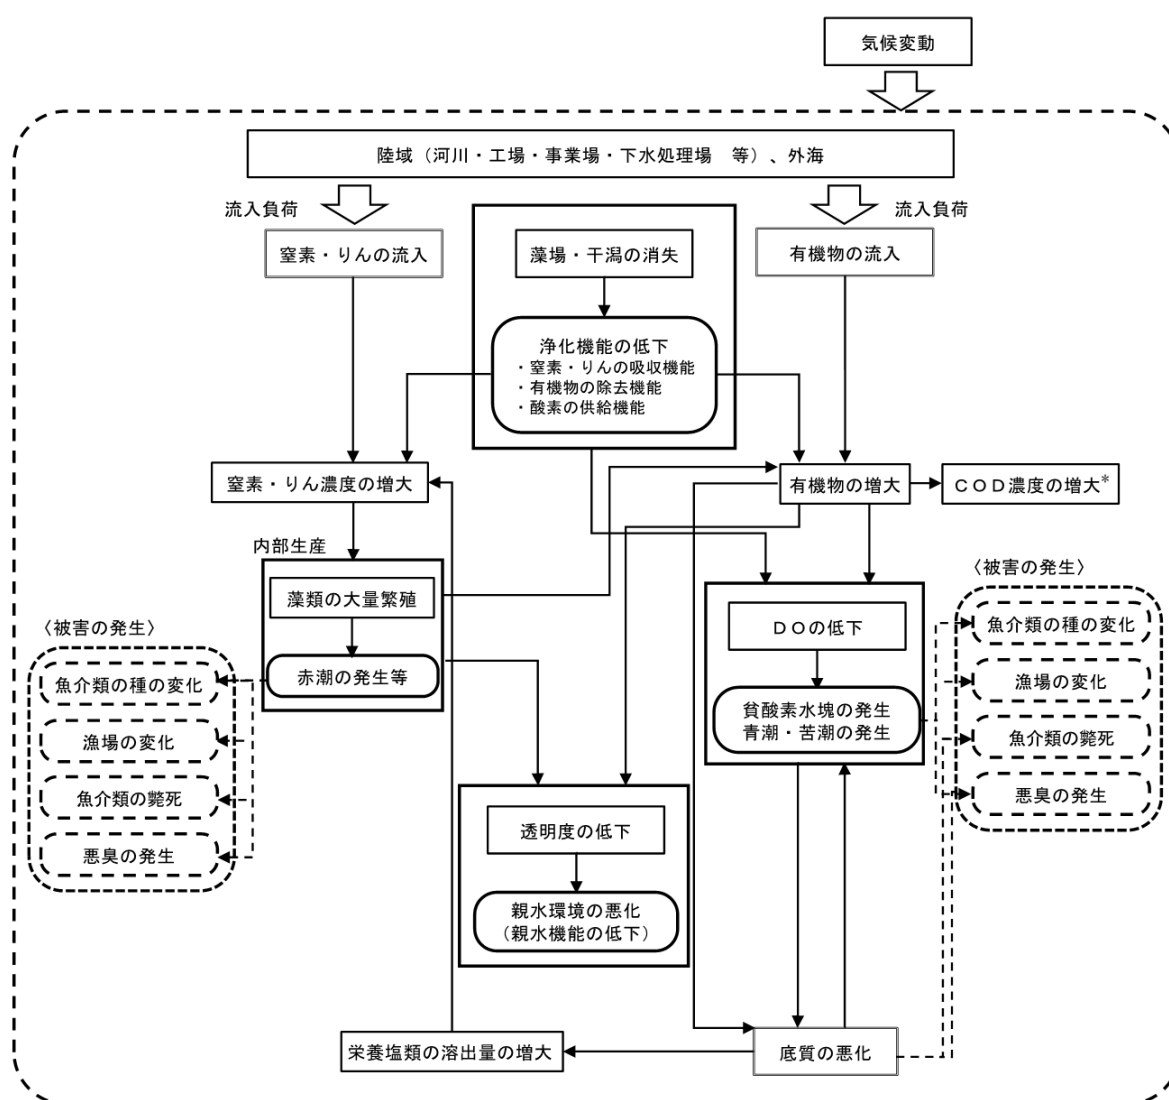 気候変動
陸域（河川・工場・事業場・下水処理場　等）、外海
流入負荷
流入負荷
窒素・りんの流入
藻場・干潟の消失
有機物の流入
浄化機能の低下
・窒素・りんの吸収機能
・有機物の除去機能
・酸素の供給機能
窒素・りん濃度の増大
有機物の増大
ＣＯＤ濃度の増大*
内部生産
藻類の大量繁殖
赤潮の発生等
〈被害の発生〉
魚介類の種の変化
漁場の変化
魚介類の斃死
悪臭の発生
ＤＯの低下
貧酸素水塊の発生
青潮・苦潮の発生
〈被害の発生〉
魚介類の種の変化
漁場の変化
魚介類の斃死
悪臭の発生
透明度の低下
親水環境の悪化
（親水機能の低下）
栄養塩類の溶出量の増大
底質の悪化